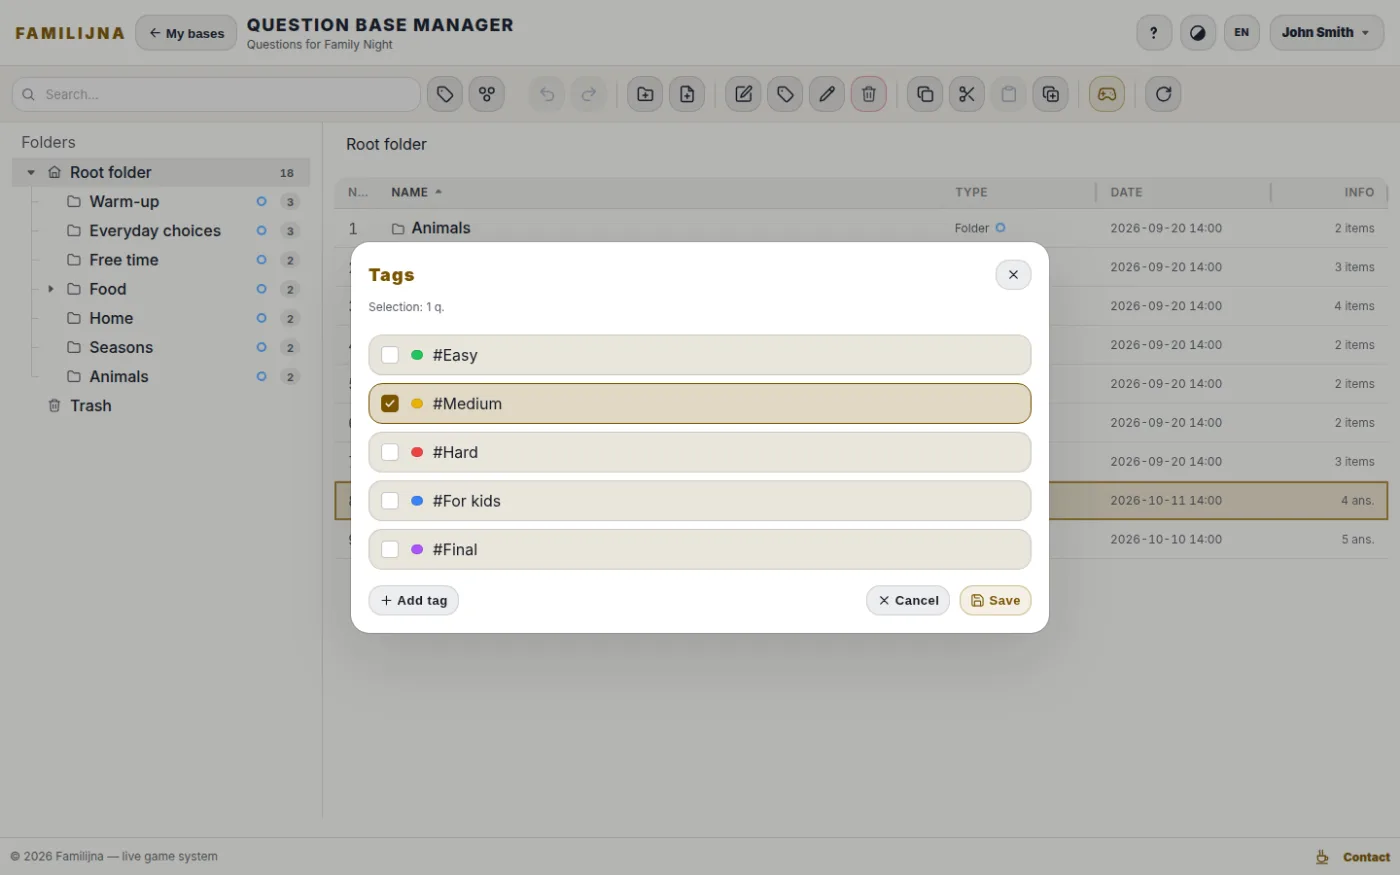 FAMILIJNA
My bases
QUESTION BASE MANAGER
Questions for Family Night
?
EN
John Smith
Search...
Folders
Root folder 18
Warm-up 3
Everyday choices 3
Free time 2
Food 2
Home 2
Seasons 2
Animals 2
Trash
Root folder
N... NAME TYPE DATE INFO
1 Animals Folder 2026-09-20 14:00 2 items
2026-09-20 14:00 3 items
2026-09-20 14:00 4 items
2026-09-20 14:00 2 items
2026-09-20 14:00 2 items
2026-09-20 14:00 2 items
2026-09-20 14:00 3 items
2026-10-11 14:00 4 ans.
2026-10-10 14:00 5 ans.
Tags
Selection: 1 q.
#Easy
#Medium
#Hard
#For kids
#Final
Add tag
Cancel
Save
© 2026 Familijna — live game system
Contact